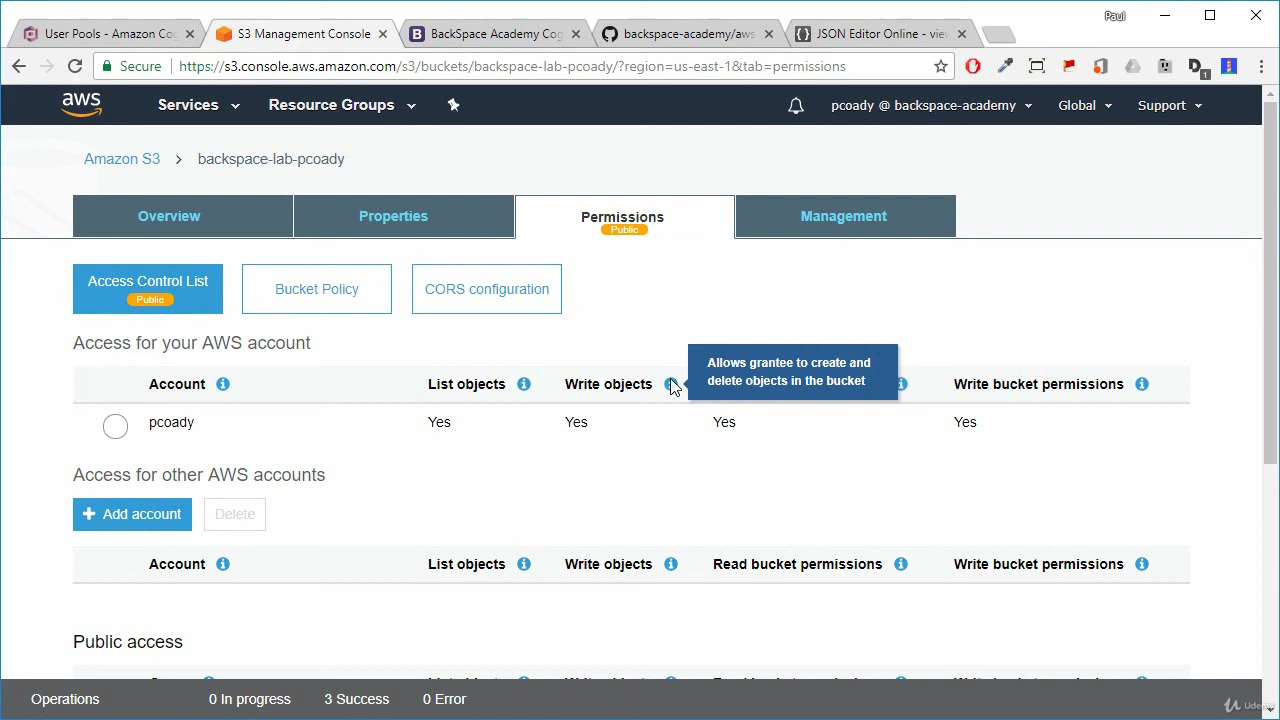 Paul
User Pools - Amazon Co
S3 Management Console
BackSpace Academy Cog
backspace-academy/aws
JSON Editor Online - vie
Secure
https://s3.console.aws.amazon.com/s3/buckets/backspace-lab-pcoady/?region=us-east-1&tab=permissions
aws
Services
Resource Groups
pcoady @ backspace-academy
Global
Support
Amazon S3 > backspace-lab-pcoady
Overview
Properties
Permissions
Public
Management
Access Control List
Public
Bucket Policy
CORS configuration
Access for your AWS account
Allows grantee to create and
delete objects in the bucket
Account
List objects
Write objects
Write bucket permissions
pcoady
Yes
Yes
Yes
Yes
Access for other AWS accounts
+ Add account
Delete
Account
List objects
Write objects
Read bucket permissions
Write bucket permissions
Public access
Operations
0 In progress
3 Success
0 Error